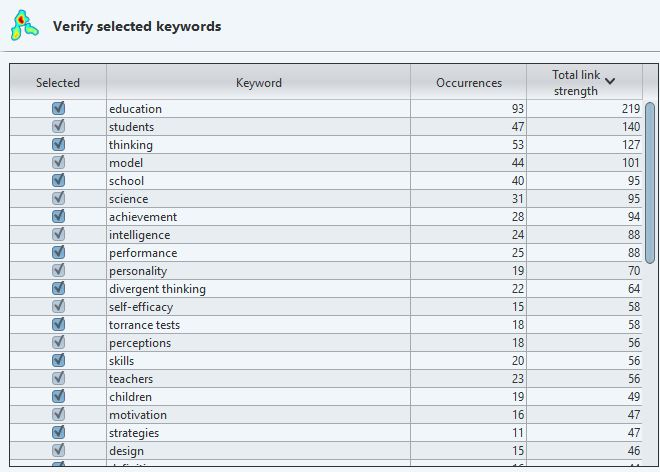 Verify selected keywords
Selected Keyword Occurrences Total link strength
education 93 219
students 47 140
thinking 53 127
model 44 101
school 40 95
science 31 95
achievement 28 94
intelligence 24 88
performance 25 88
personality 19 70
divergent thinking 22 64
self-efficacy 15 58
torrance tests 18 58
perceptions 18 56
skills 20 56
teachers 23 56
children 19 49
motivation 16 47
strategies 11 47
design 15 46